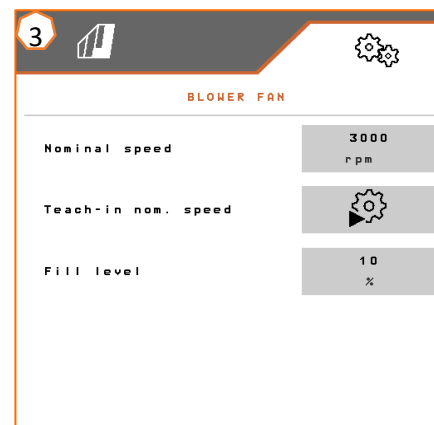 3
BLOWER FAN
Nominal speed
3000
rpm
Teach-in nom. speed
Fill level
10
%